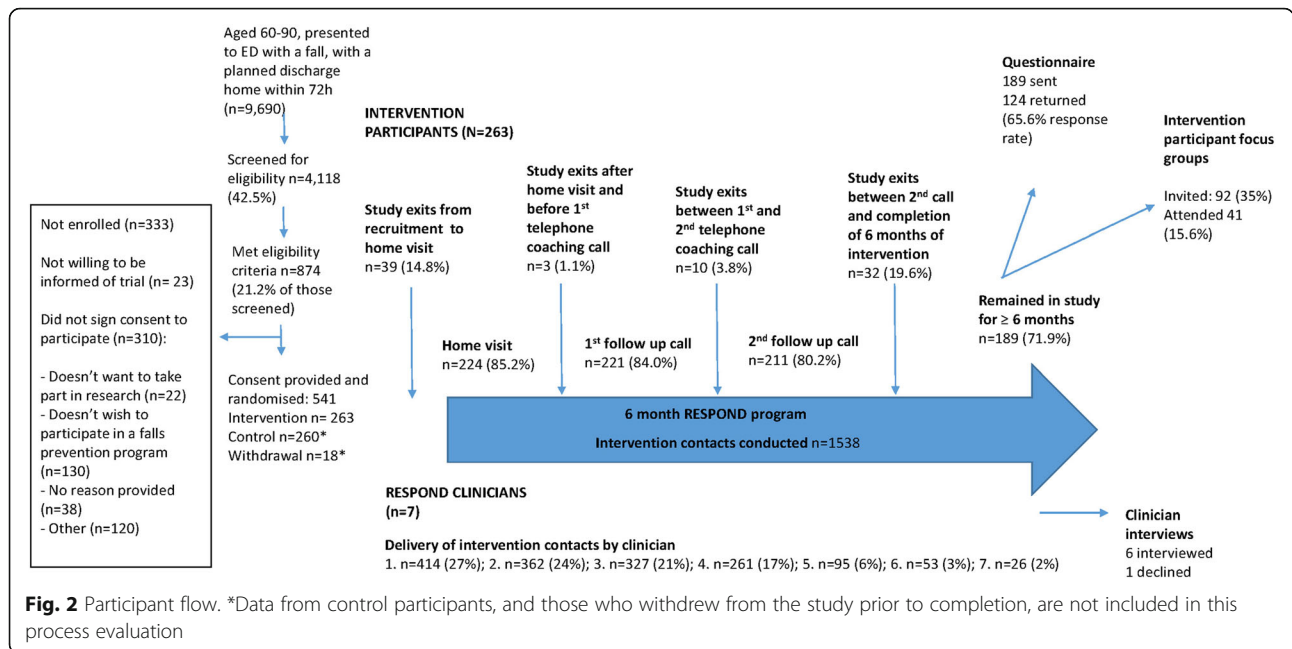 Aged 60-90, presented
to ED with a fall, with a
planned discharge
home within 72h
(n=9,690)
Screened for
eligibility n=4,118
(42.5%)
Met eligibility
criteria n=874
(21.2% of those
screened)
Consent provided and
randomised: 541
Intervention n= 263
Control n=260*
Withdrawal n=18*
Not enrolled (n=333)
Not willing to be
informed of trial (n= 23)
Did not sign consent to
participate (n=310):
- Doesn't want to take
part in research (n=22)
- Doesn't wish to
participate in a falls
prevention program
(n=130)
- No reason provided
(n=38)
- Other (n=120)
INTERVENTION
PARTICIPANTS (N=263)
Study exits from
recruitment to
home visit
n=39 (14.8%)
Study exits after
home visit and
before 1st
telephone
coaching call
n=3 (1.1%)
Study exits
between 1st and
2nd telephone
coaching call
n=10 (3.8%)
Study exits
between 2nd call
and completion
of 6 months of
intervention
n=32 (19.6%)
Home visit
n=224 (85.2%)
1st follow up call
n=221 (84.0%)
2nd follow up call
n=211 (80.2%)
Remained in study
for ≥ 6 months
n=189 (71.9%)
Questionnaire
189 sent
124 returned
(65.6% response
rate)
Intervention
participant focus
groups
Invited: 92 (35%)
Attended 41
(15.6%)
6 month RESPOND program
Intervention contacts conducted n=1538
RESPOND CLINICIANS
(n=7)
Delivery of intervention contacts by clinician
1. n=414 (27%); 2. n=362 (24%); 3. n=327 (21%); 4. n=261 (17%); 5. n=95 (6%); 6. n=53 (3%); 7. n=26 (2%)
Clinician
interviews
6 interviewed
1 declined
Fig. 2 Participant flow. *Data from control participants, and those who withdrew from the study prior to completion, are not included in this
process evaluation